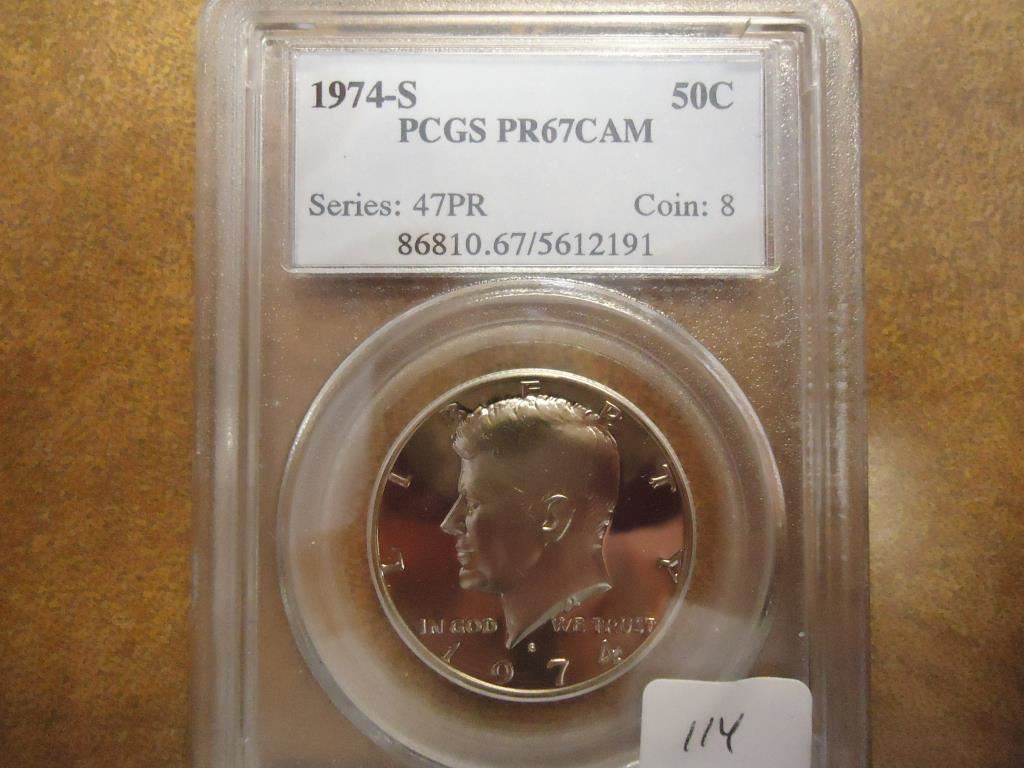 1974-S 50C
PCGS PR67CAM
Series: 47PR Coin: 8
86810.67/5612191
LIBERTY
IN GOD WE TRUST
S
1974
114